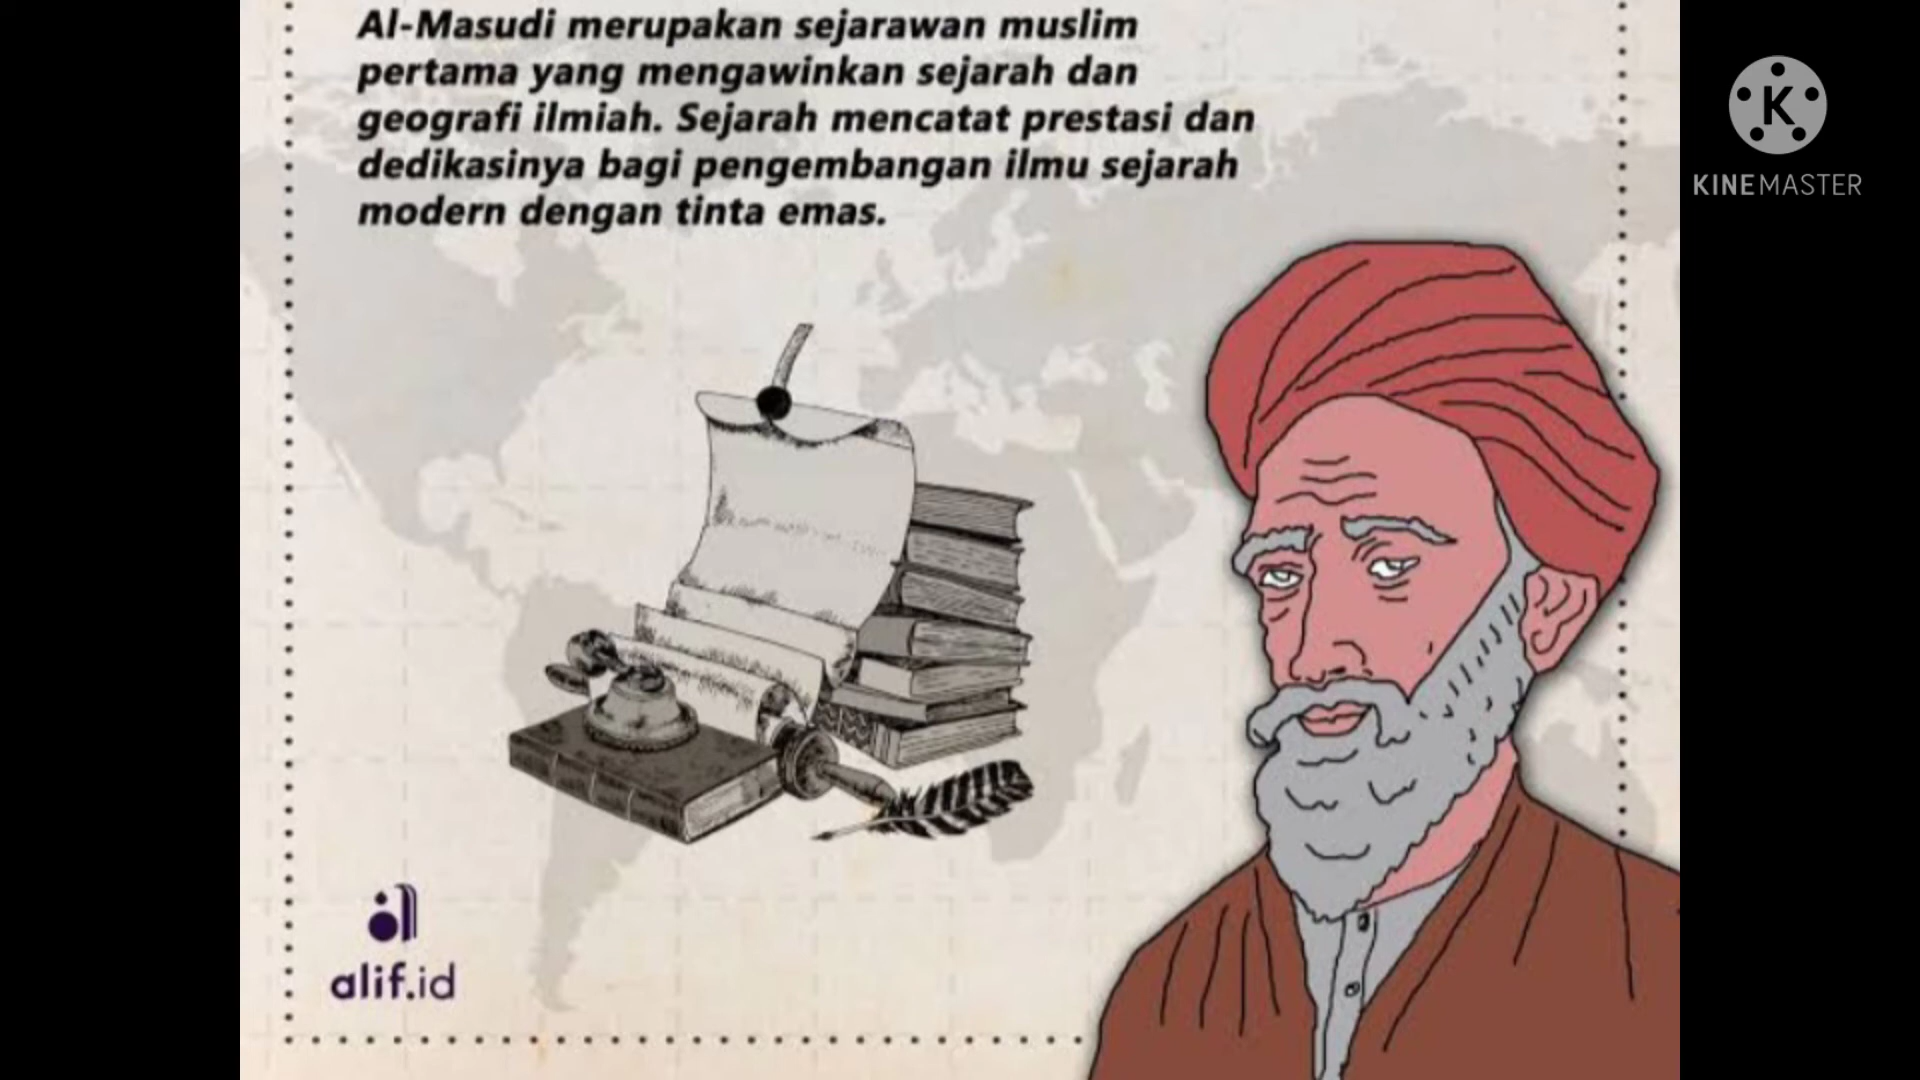 Al-Masudi merupakan sejarawan muslim
pertama yang mengawinkan sejarah dan
geografi ilmiah. Sejarah mencatat prestasi dan
dedikasinya bagi pengembangan ilmu sejarah
modern dengan tinta emas.
K
KINEMASTER
alif.id